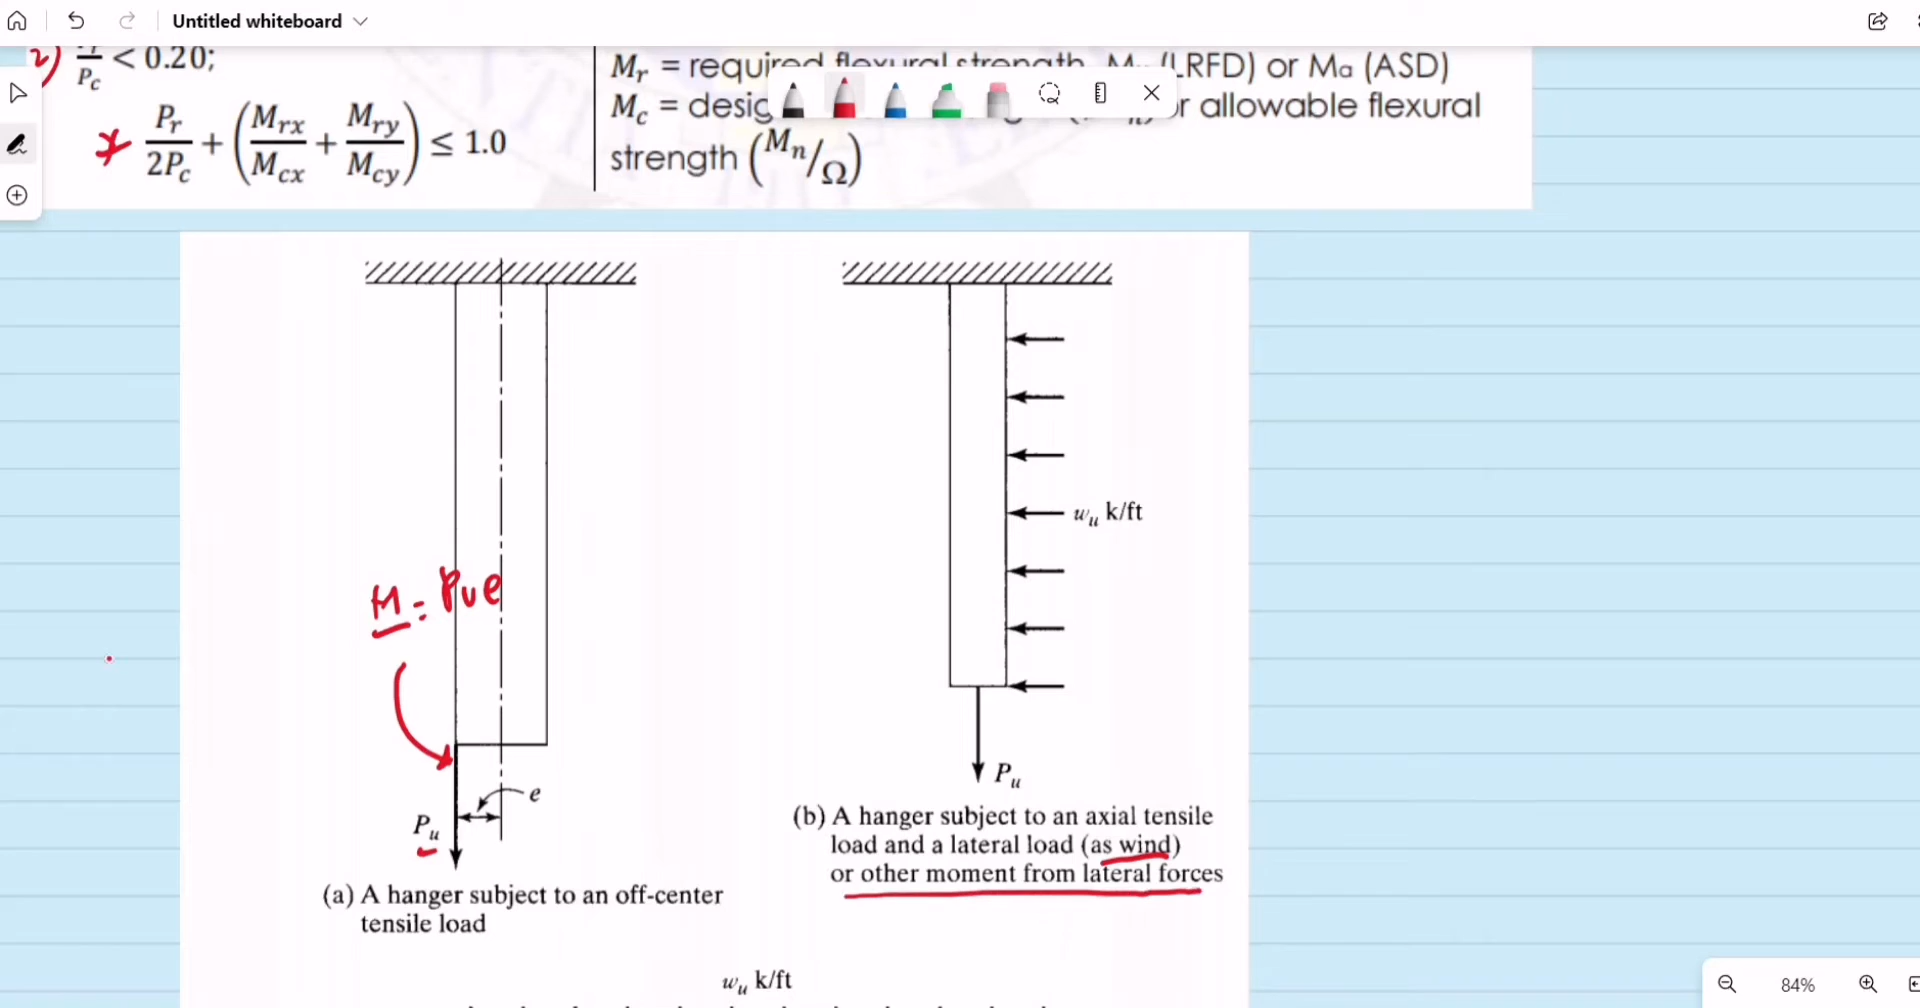 Untitled whiteboard
2)
P_c < 0.20;
P_r/2P_c + (M_rx/M_cx + M_ry/M_cy) ≤ 1.0
M_r = required flexural strength, (LRFD) or Ma (ASD)
M_c = desig r allowable flexural
strength (M_n/Ω)
w_u k/ft
M = Pue
P_u
e
P_u
(a) A hanger subject to an off-center
tensile load
(b) A hanger subject to an axial tensile
load and a lateral load (as wind)
or other moment from lateral forces
w_u k/ft
84%